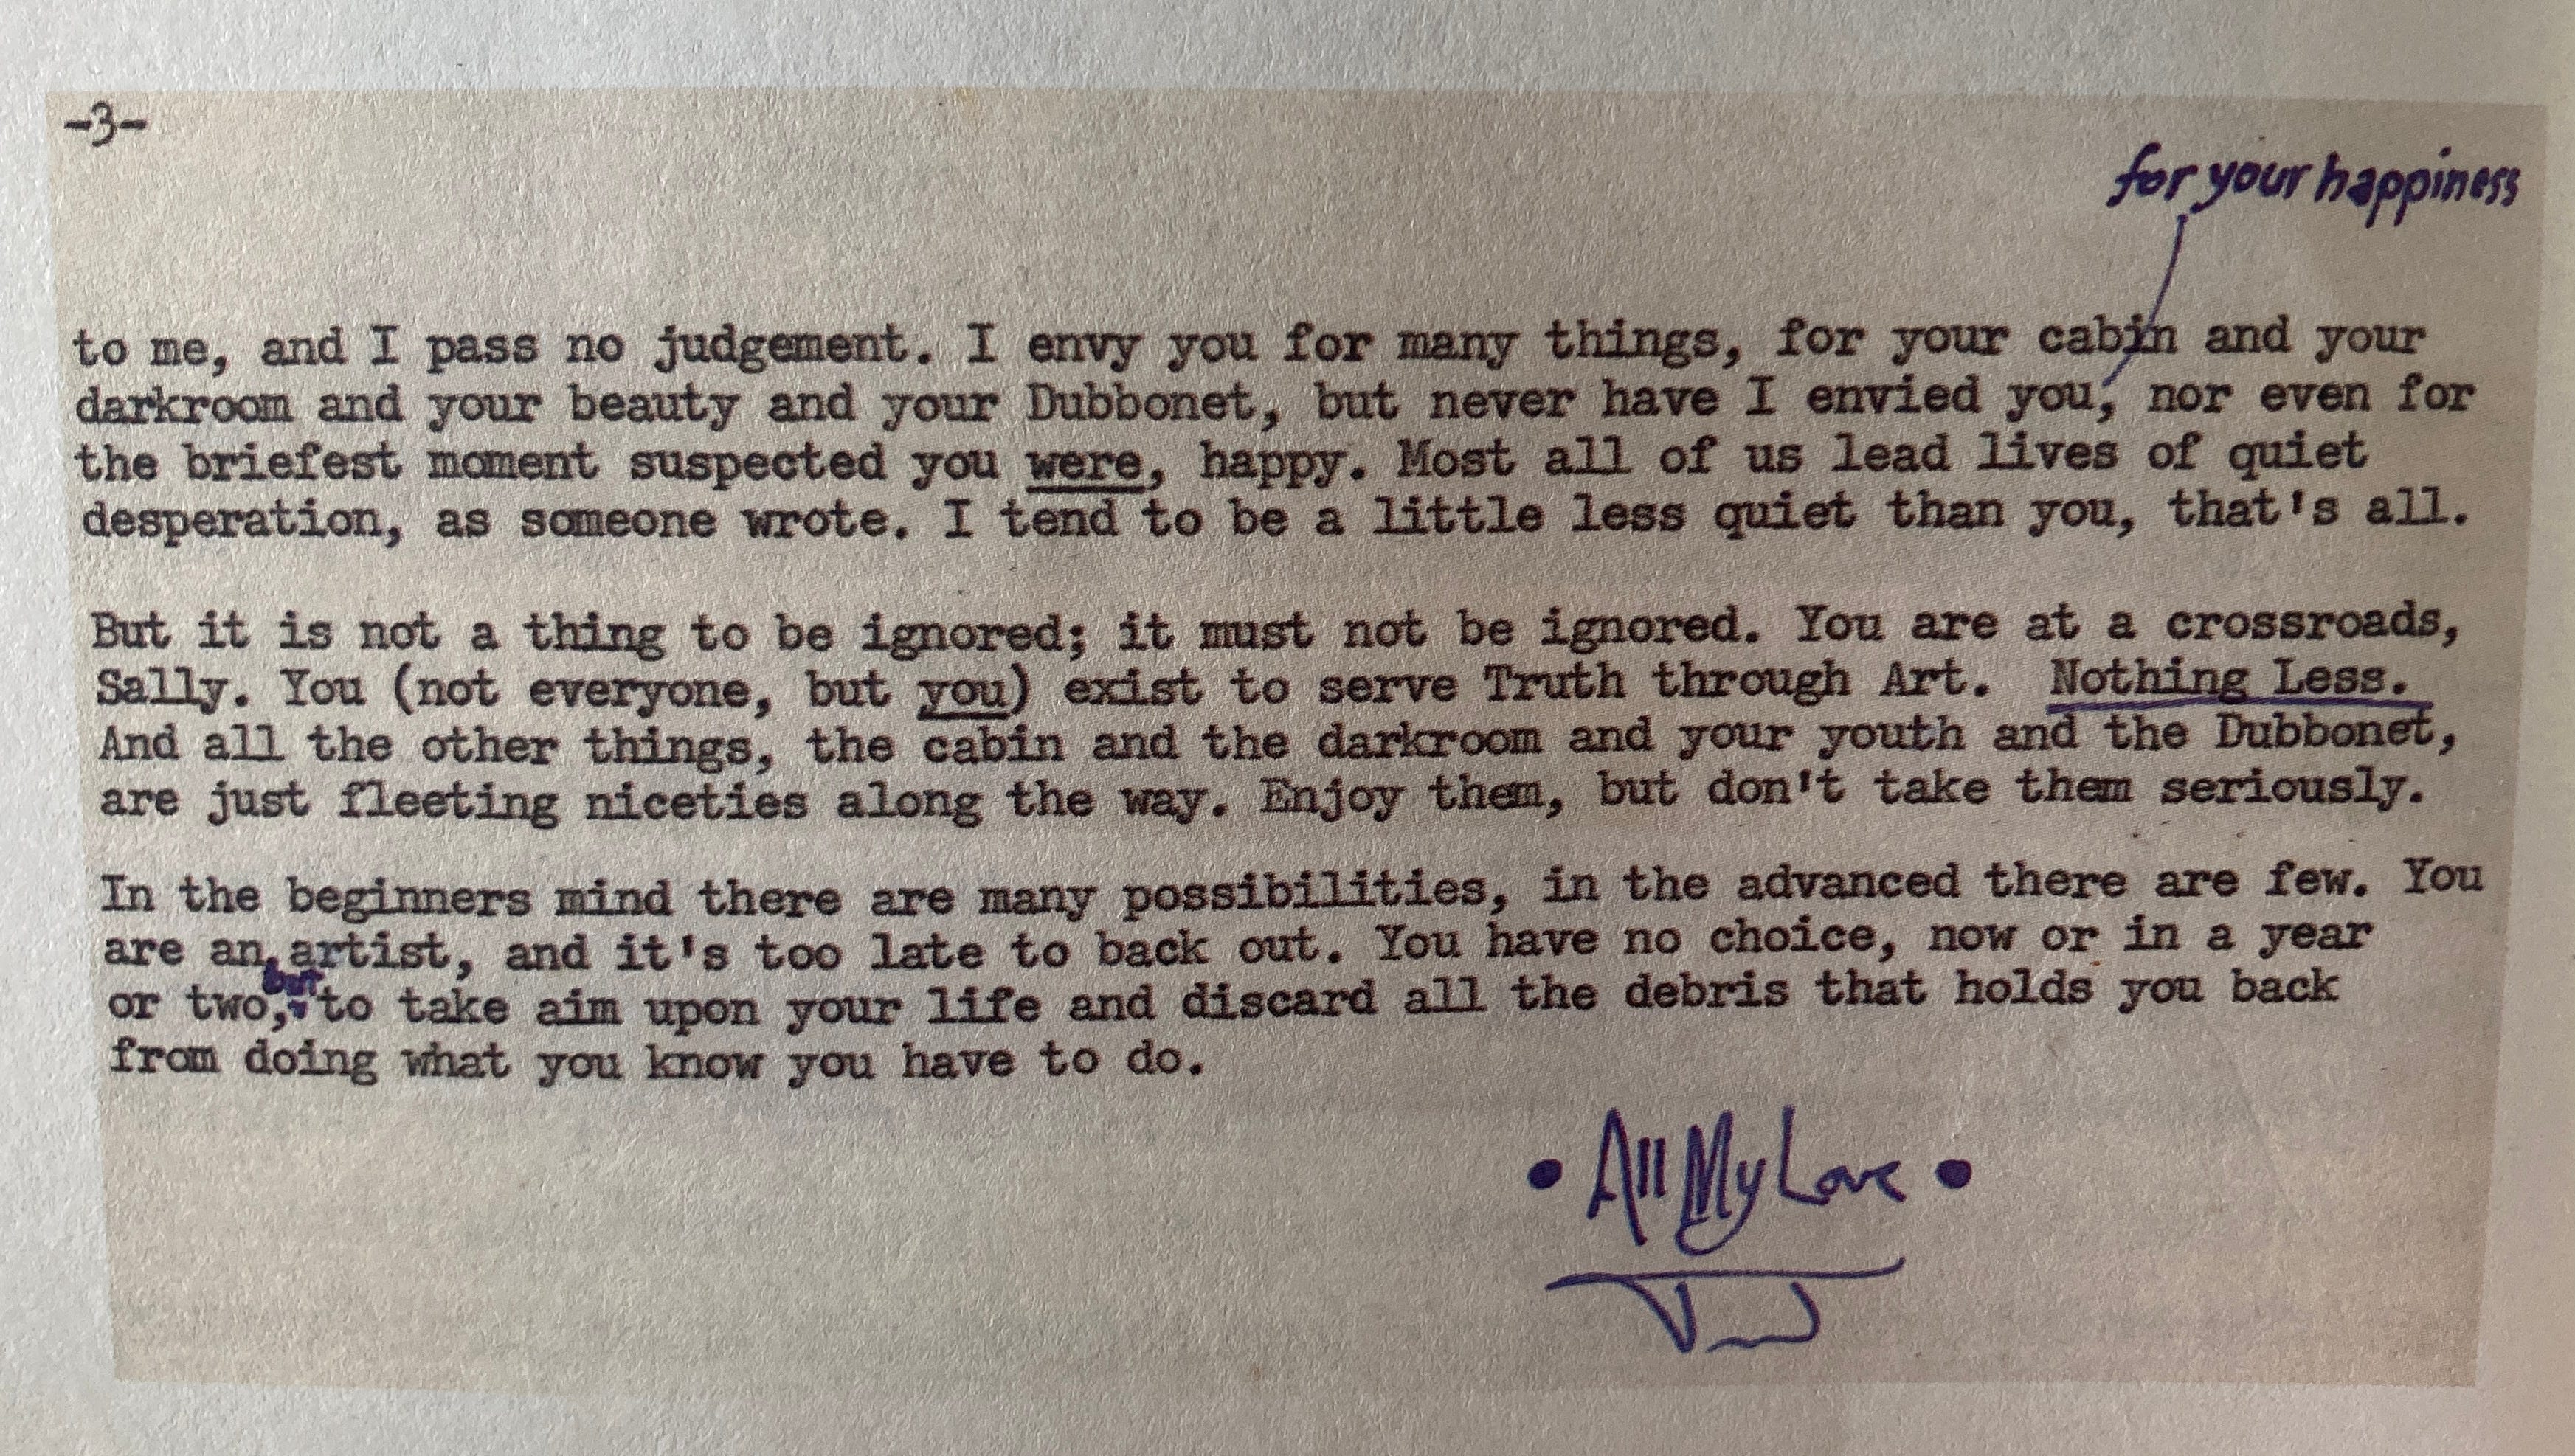 -3-
for your happiness
to me, and I pass no judgement. I envy you for many things, for your cabin and your
darkroom and your beauty and your Dubbonet, but never have I envied you, nor even for
the briefest moment suspected you were, happy. Most all of us lead lives of quiet
desperation, as someone wrote. I tend to be a little less quiet than you, that's all.
But it is not a thing to be ignored; it must not be ignored. You are at a crossroads,
Sally. You (not everyone, but you) exist to serve Truth through Art. Nothing Less.
And all the other things, the cabin and the darkroom and your youth and the Dubbonet,
are just fleeting niceties along the way. Enjoy them, but don't take them seriously.
In the beginners mind there are many possibilities, in the advanced there are few. You
are an artist, and it's too late to back out. You have no choice, now or in a year
but
or two, to take aim upon your life and discard all the debris that holds you back
from doing what you know you have to do.
• All My Love •